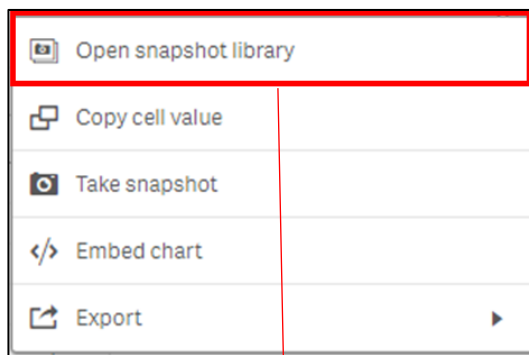 Open snapshot library
Copy cell value
Take snapshot
Embed chart
Export